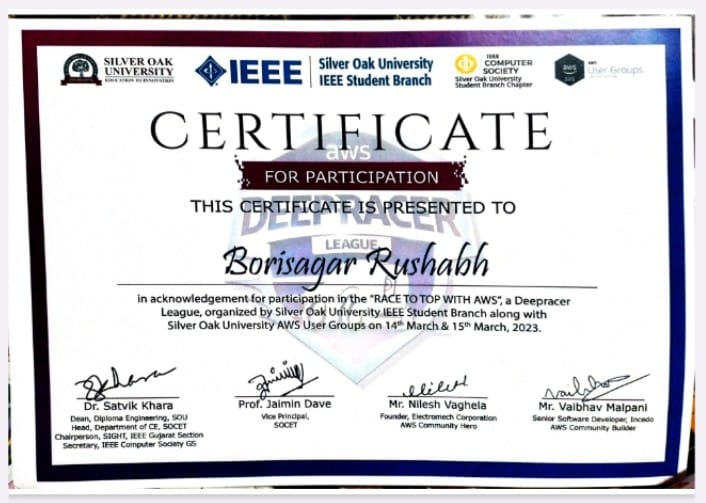 SILVER OAK
UNIVERSITY
EDUCATION TO INNOVATION
IEEE
Silver Oak University
IEEE Student Branch
IEEE
COMPUTER
SOCIETY
Silver Oak University
Student Branch Chapter
aws
User Groups
CERTIFICATE
aws
FOR PARTICIPATION
THIS CERTIFICATE IS PRESENTED TO
DEEPRACER
LEAGUE
Borisagar Rushabh
in acknowledgement for participation in the "RACE TO TOP WITH AWS", a Deepracer
League, organized by Silver Oak University IEEE Student Branch along with
Silver Oak University AWS User Groups on 14th March & 15th March, 2023.
Dr. Satvik Khara
Dean, Diploma Engineering, SOU
Head, Department of CE, SOCET
Chairperson, SIGHT, IEEE Gujarat Section
Secretary, IEEE Computer Society GS
Prof. Jaimin Dave
Vice Principal,
SOCET
Mr. Nilesh Vaghela
Founder, Electromech Corporation
AWS Community Hero
Mr. Vaibhav Malpani
Senior Software Developer, Incedo
AWS Community Builder